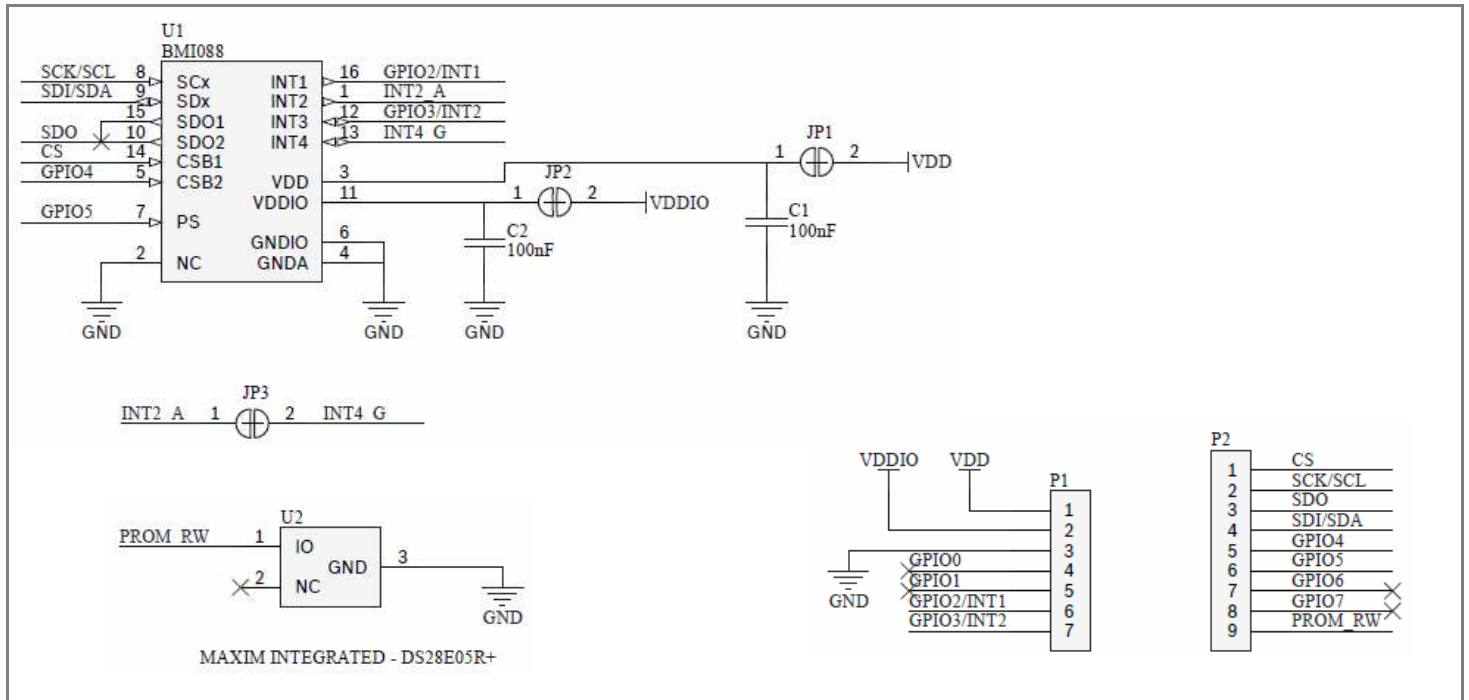 U1
BMI088
SCK/SCL 8 SCx INT1 16 GPIO2/INT1
SDI/SDA 9 SDx INT2 1 INT2_A
15 SDO1 INT3 12 GPIO3/INT2
SDO 10 SDO2 INT4 13 INT4_G
CS 14 CSB1
GPIO4 5 CSB2 VDD 3
VDDIO 11
GPIO5 7 PS
GNDIO 6
2 NC GNDA 4
JP1
1 2 VDD
JP2
1 2 VDDIO
C1
100nF
C2
100nF
GND GND GND GND
JP3
INT2_A 1 2 INT4_G
U2
PROM_RW 1 IO
GND 3
2 NC
GND
MAXIM INTEGRATED - DS28E05R+
VDDIO VDD
P1
1
2
3
GPIO0 4
GPIO1 5
GPIO2/INT1 6
GPIO3/INT2 7
GND
P2
1 CS
2 SCK/SCL
3 SDO
4 SDI/SDA
5 GPIO4
6 GPIO5
7 GPIO6
8 GPIO7
9 PROM_RW